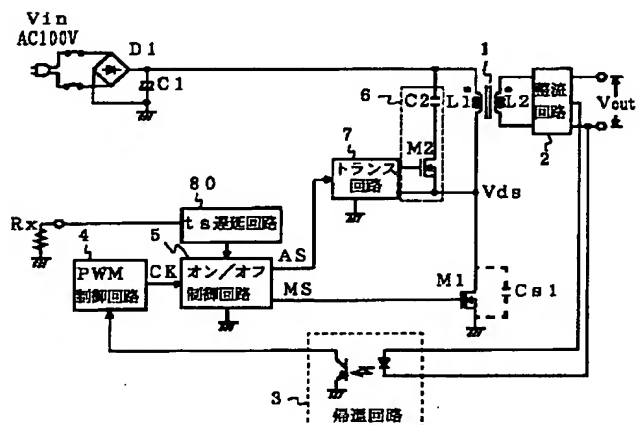 Vin
AC100V
D1
C1
1
6
C2
L1
L2
整流
回路
2
Vout
7
M2
トランス
回路
Vds
80
Rx
ts遅延回路
4
5
AS
PWM
制御回路
CK
オン/オフ
制御回路
MS
M1
Cs1
3
帰還回路